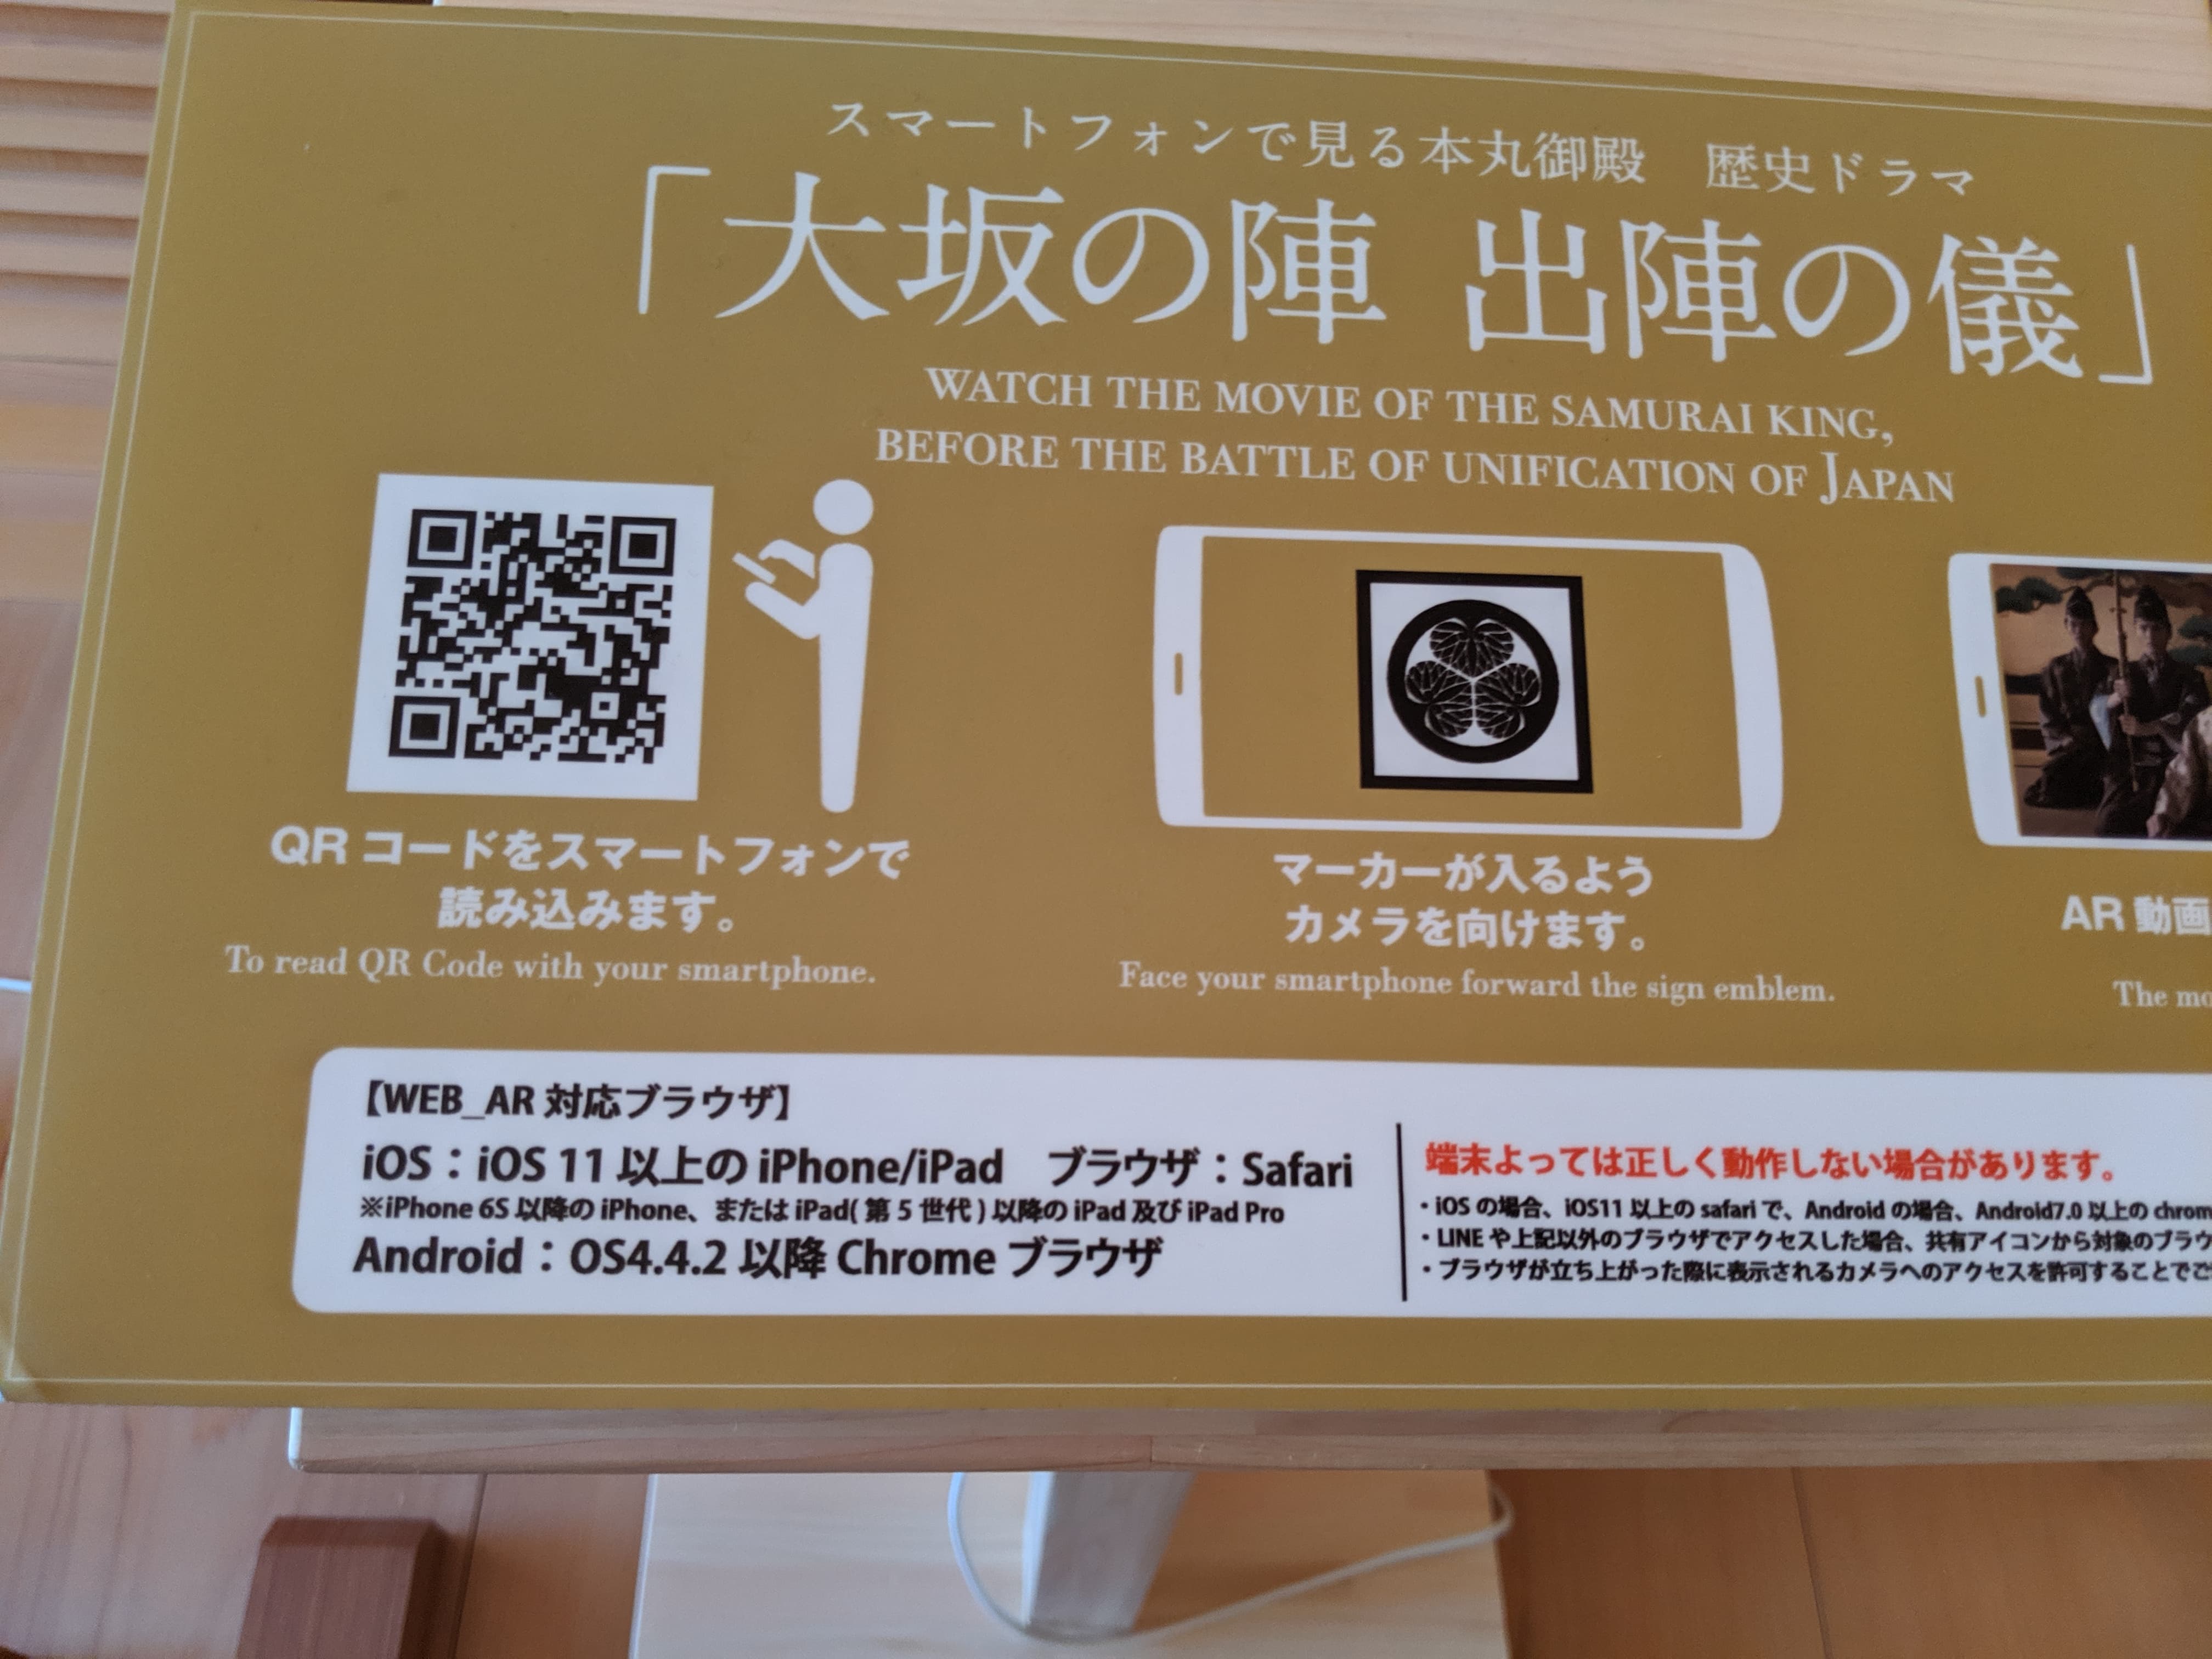 スマートフォンで見る本丸御殿　歴史ドラマ
「大坂の陣 出陣の儀」
WATCH THE MOVIE OF THE SAMURAI KING,
BEFORE THE BATTLE OF UNIFICATION OF JAPAN
QRコードをスマートフォンで
読み込みます。
To read QR Code with your smartphone.
マーカーが入るよう
カメラを向けます。
Face your smartphone forward the sign emblem.
AR 動画
The
【WEB_AR 対応ブラウザ】
iOS：iOS 11 以上の iPhone/iPad　ブラウザ：Safari
※iPhone 6S 以降の iPhone、または iPad( 第 5 世代 ) 以降の iPad 及び iPad Pro
Android：OS4.4.2 以降 Chrome ブラウザ
端末よっては正しく動作しない場合があります。
・iOS の場合、iOS11 以上の safari で、Android の場合、Android7.0 以上の chrom
・LINE や上記以外のブラウザでアクセスした場合、共有アイコンから対象のブラウ
・ブラウザが立ち上がった際に表示されるカメラへのアクセスを許可することでご